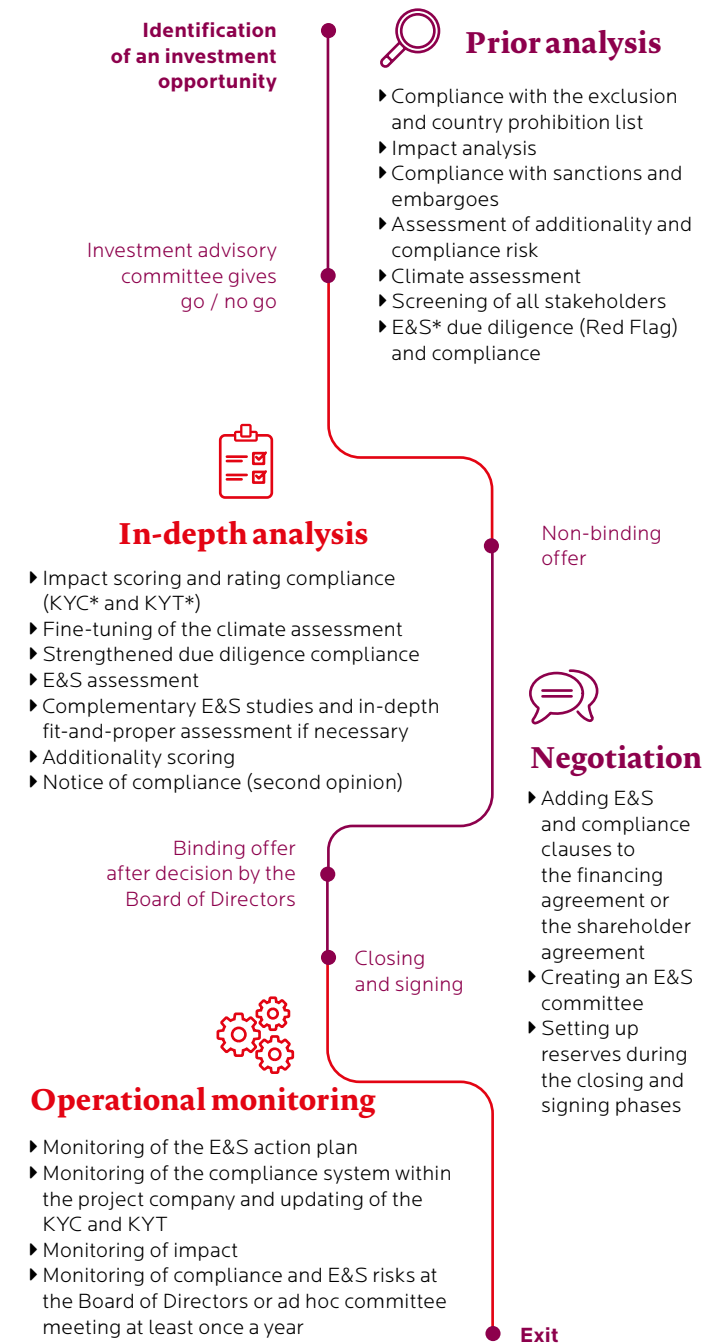 Identification
of an investment
opportunity
Prior analysis
Compliance with the exclusion
and country prohibition list
Impact analysis
Compliance with sanctions and
embargoes
Assessment of additionality and
compliance risk
Climate assessment
Screening of all stakeholders
E&S* due diligence (Red Flag)
and compliance
Investment advisory
committee gives
go / no go
In-depth analysis
Impact scoring and rating compliance
(KYC* and KYT*)
Fine-tuning of the climate assessment
Strengthened due diligence compliance
E&S assessment
Complementary E&S studies and in-depth
fit-and-proper assessment if necessary
Additionality scoring
Notice of compliance (second opinion)
Non-binding
offer
Negotiation
Adding E&S
and compliance
clauses to
the financing
agreement or
the shareholder
agreement
Creating an E&S
committee
Setting up
reserves during
the closing and
signing phases
Binding offer
after decision by the
Board of Directors
Closing
and signing
Operational monitoring
Monitoring of the E&S action plan
Monitoring of the compliance system within
the project company and updating of the
KYC and KYT
Monitoring of impact
Monitoring of compliance and E&S risks at
the Board of Directors or ad hoc committee
meeting at least once a year
Exit